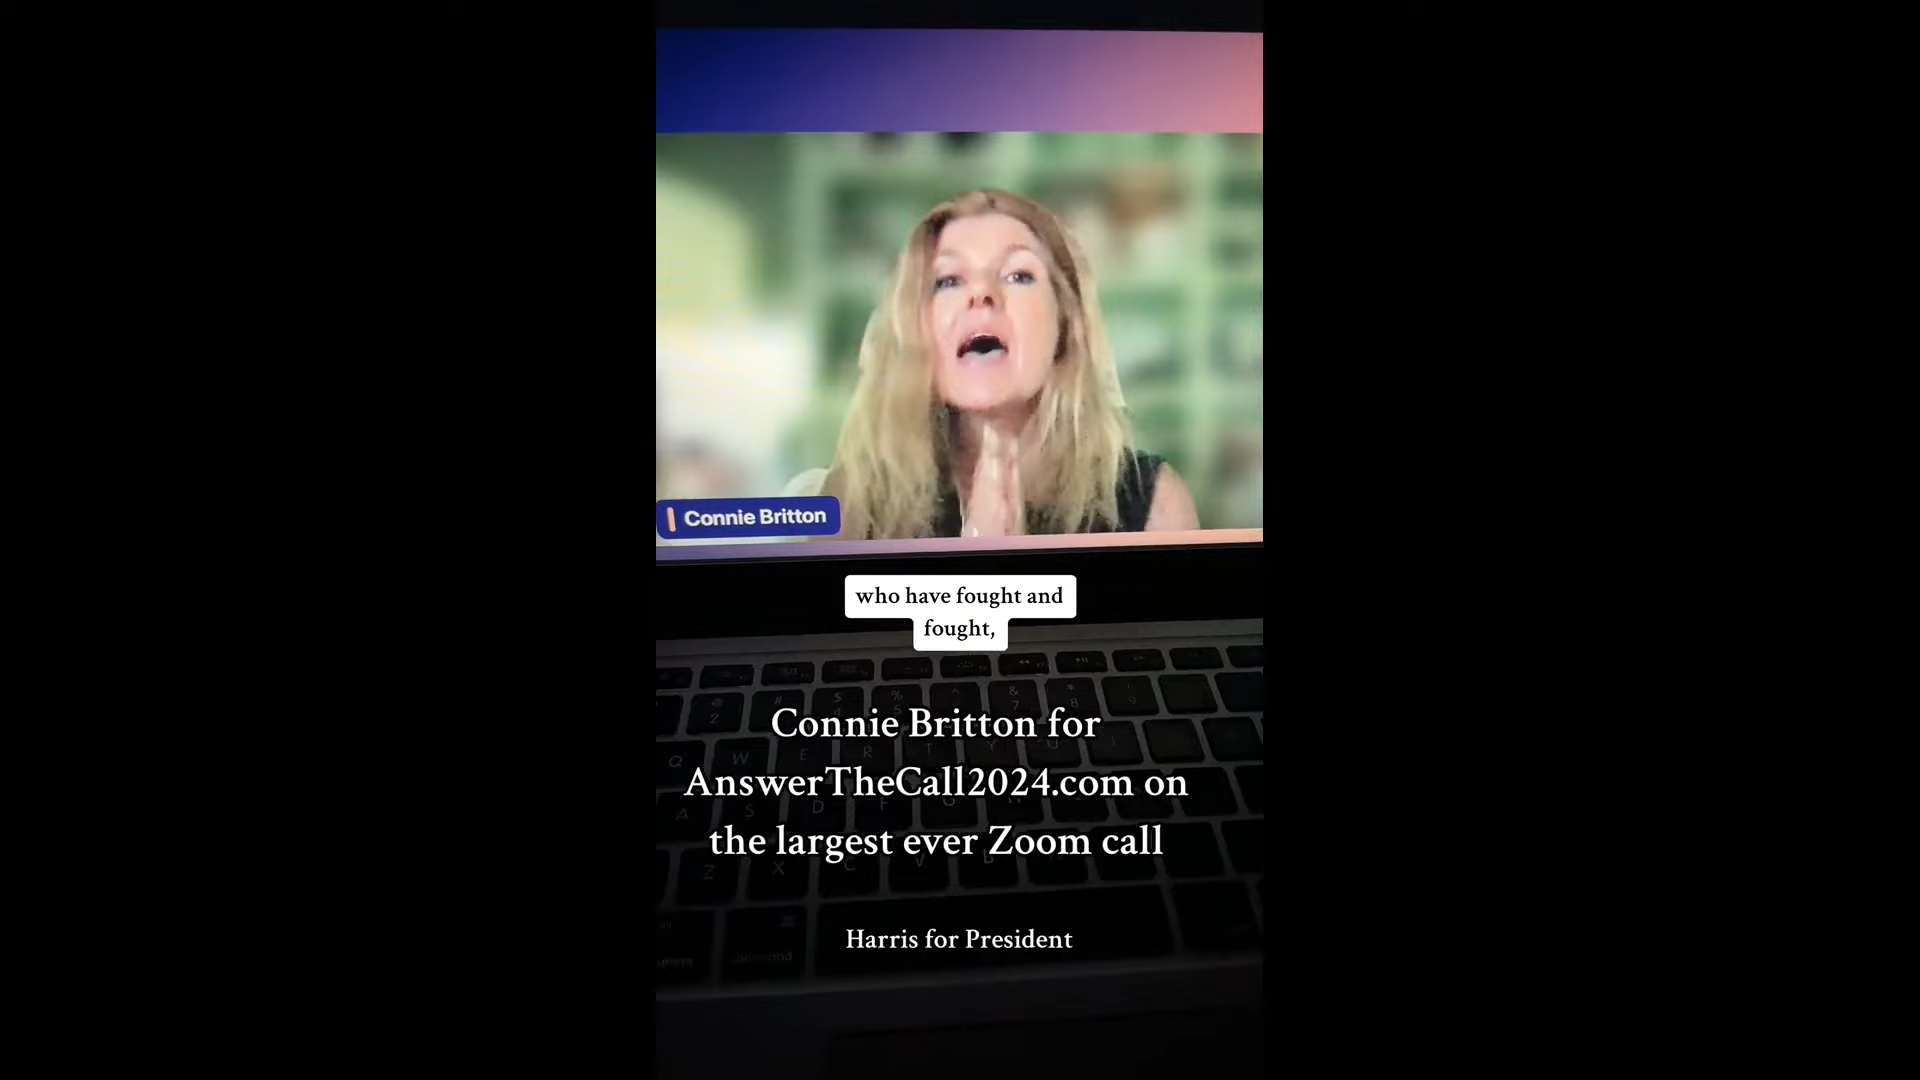 Connie Britton
who have fought and
fought,
Connie Britton for
AnswerTheCall2024.com on
the largest ever Zoom call
Harris for President